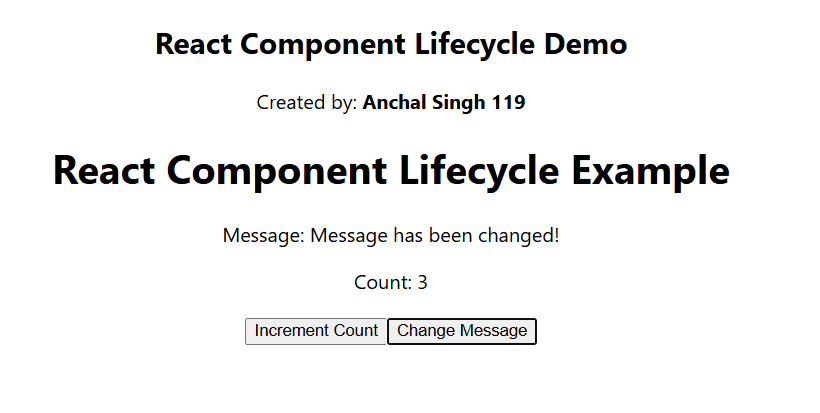 React Component Lifecycle Demo
Created by: Anchal Singh 119
React Component Lifecycle Example
Message: Message has been changed!
Count: 3
Increment Count Change Message